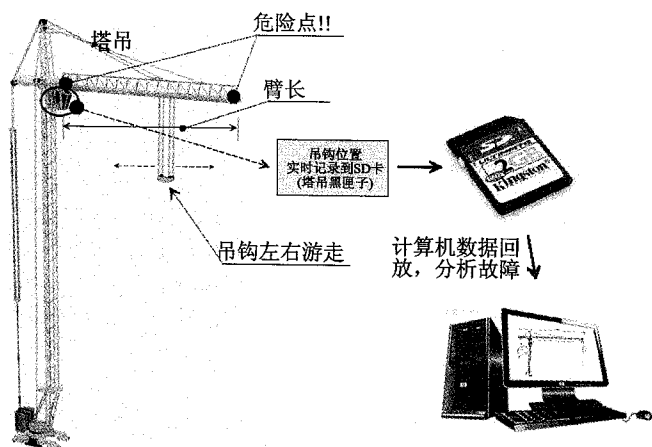 塔吊
危险点!!
臂长
吊钩位置
实时记录到SD卡
(塔吊黑匣子)
吊钩左右游走
计算机数据回
放，分析故障
SD
2
Kingston